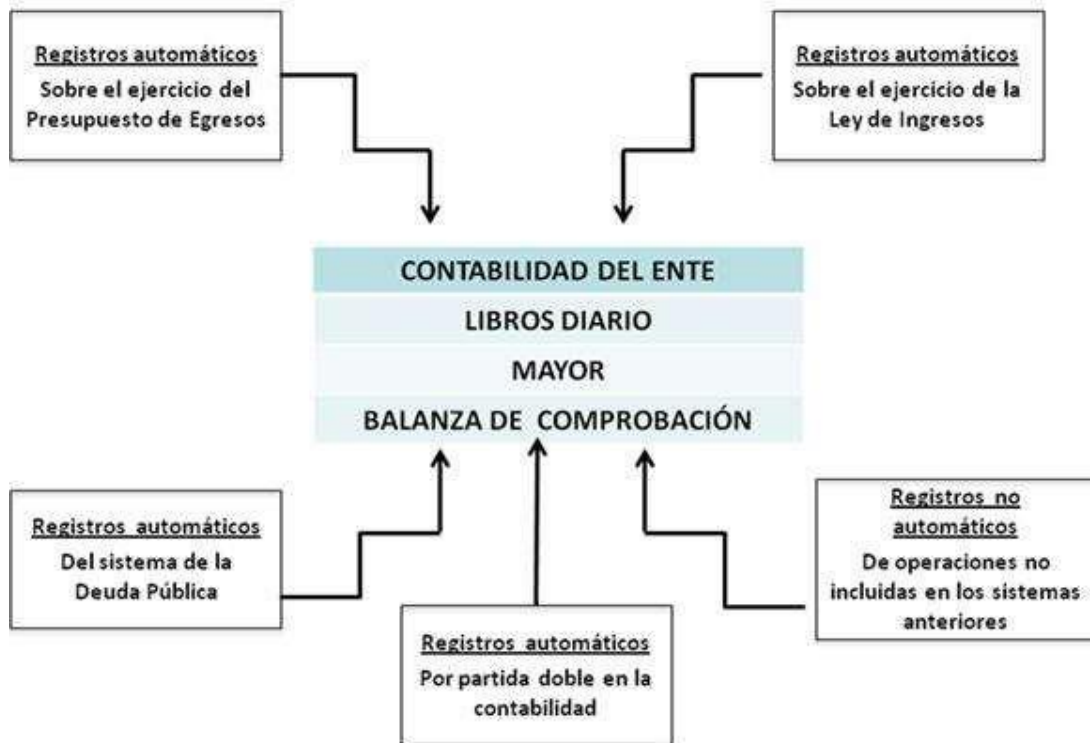 Registros automáticos
Sobre el ejercicio del
Presupuesto de Egresos
Registros automáticos
Sobre el ejercicio de la
Ley de Ingresos
CONTABILIDAD DEL ENTE
LIBROS DIARIO
MAYOR
BALANZA DE COMPROBACIÓN
Registros automáticos
Del sistema de la
Deuda Pública
Registros automáticos
Por partida doble en la
contabilidad
Registros no
automáticos
De operaciones no
incluidas en los sistemas
anteriores